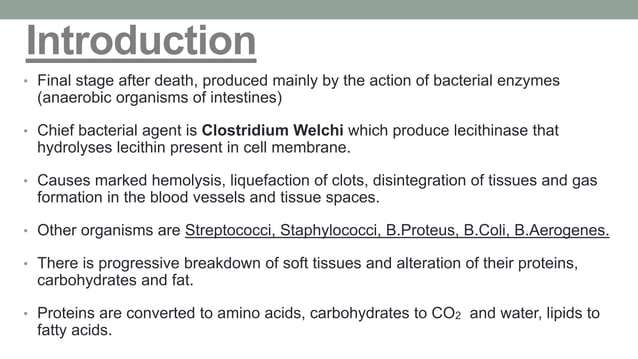 Introduction
• Final stage after death, produced mainly by the action of bacterial enzymes
(anaerobic organisms of intestines)
• Chief bacterial agent is Clostridium Welchi which produce lecithinase that
hydrolyses lecithin present in cell membrane.
• Causes marked hemolysis, liquefaction of clots, disintegration of tissues and gas
formation in the blood vessels and tissue spaces.
• Other organisms are Streptococci, Staphylococci, B.Proteus, B.Coli, B.Aerogenes.
• There is progressive breakdown of soft tissues and alteration of their proteins,
carbohydrates and fat.
• Proteins are converted to amino acids, carbohydrates to CO₂ and water, lipids to
fatty acids.